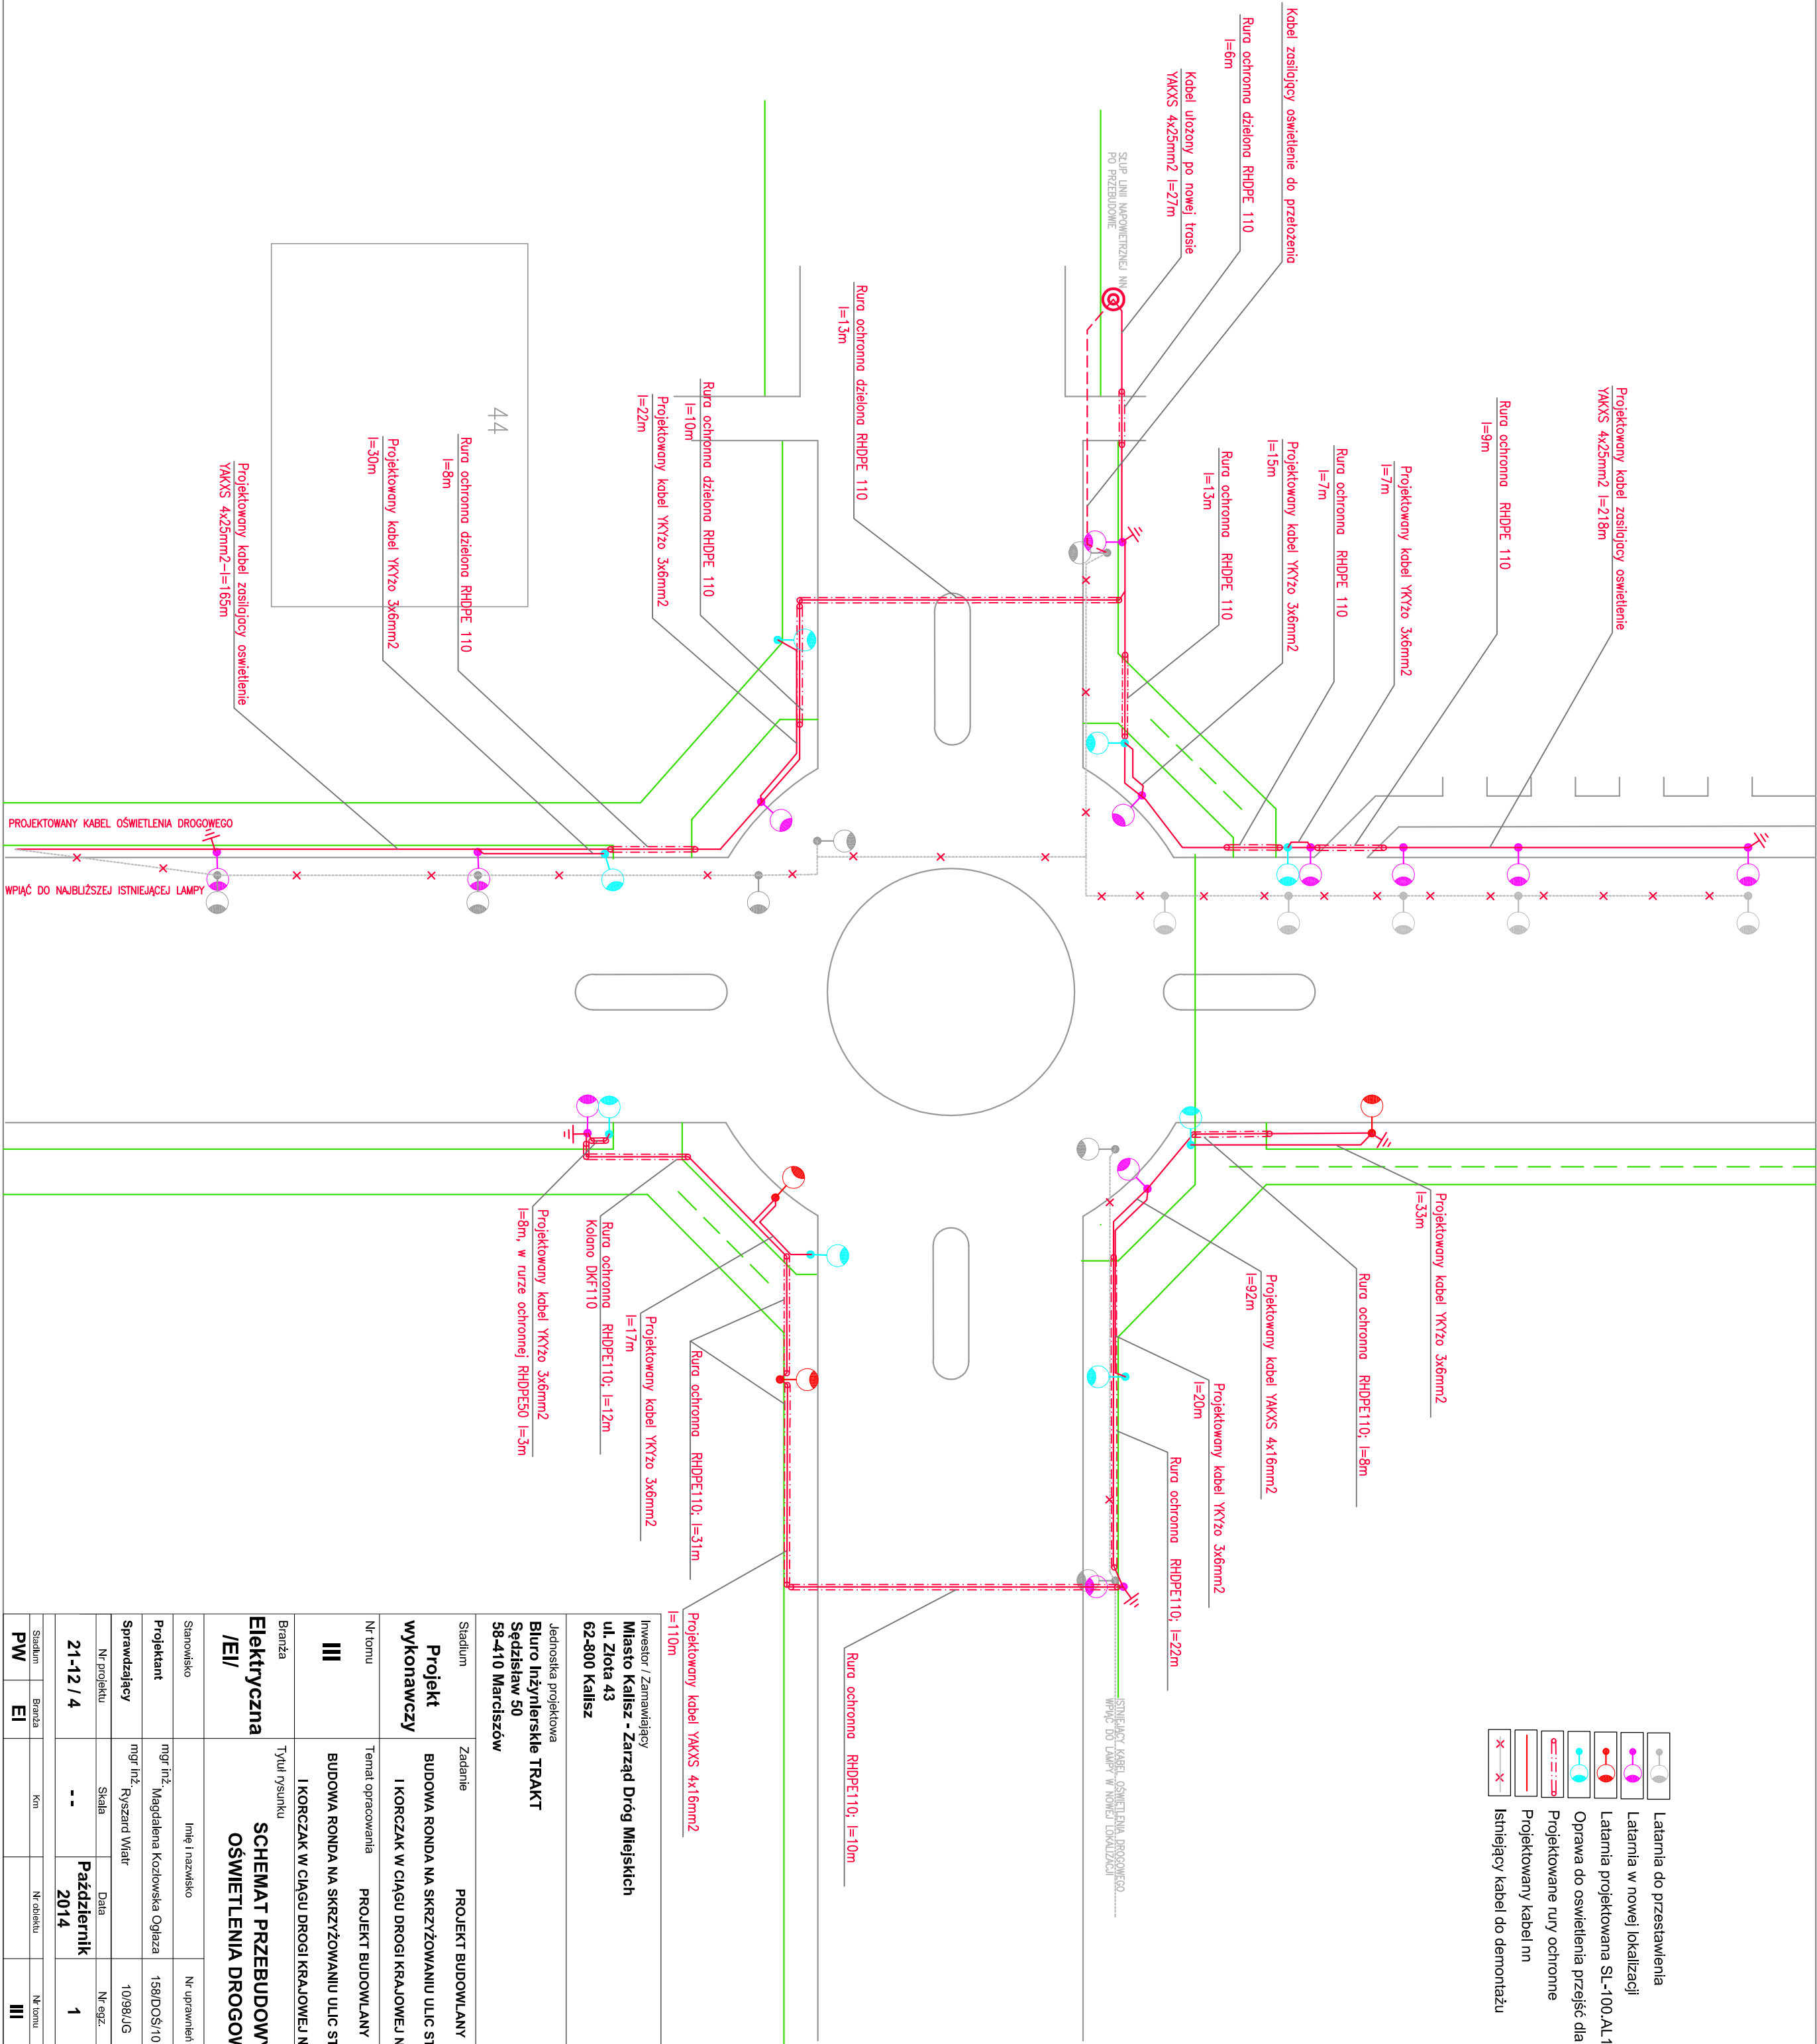 Kabel zasilający oświetlenie do przełożenia
Rura ochronna dzielona RHDPE 110
l=6m
Kabel ułożony po nowej trasie
YAKXS 4x25mm2 l=27m
SŁUP LINII NAPOWIETRZNEJ NN
PO PRZEBUDOWIE
Projektowany kabel zasilający oswietlenie
YAKXS 4x25mm2 l=218m
Rura ochronna RHDPE 110
l=9m
Projektowany kabel YKYżo 3x6mm2
l=7m
Rura ochronna RHDPE 110
l=7m
Projektowany kabel YKYżo 3x6mm2
l=15m
Rura ochronna RHDPE 110
l=13m
Rura ochronna dzielona RHDPE 110
l=13m
Rura ochronna dzielona RHDPE 110
l=10m
Projektowany kabel YKYżo 3x6mm2
l=22m
44
Rura ochronna dzielona RHDPE 110
l=8m
Projektowany kabel YKYżo 3x6mm2
l=30m
Projektowany kabel zasilający oswietlenie
YAKXS 4x25mm2-l=165m
PROJEKTOWANY KABEL OŚWIETLENIA DROGOWEGO
WPIĄĆ DO NAJBLIŻSZEJ ISTNIEJĄCEJ LAMPY
Projektowany kabel YKYżo 3x6mm2
l=33m
Rura ochronna RHDPE110; l=8m
Projektowany kabel YAKXS 4x16mm2
l=92m
Projektowany kabel YKYżo 3x6mm2
l=20m
Rura ochronna RHDPE110; l=22m
ISTNIEJĄCY KABEL OŚWIETLENIA DROGOWEGO
WPIĄĆ DO LAMPY W NOWEJ LOKALIZACJI
Rura ochronna RHDPE110; l=10m
Projektowany kabel YAKXS 4x16mm2
l=110m
Rura ochronna RHDPE110; l=31m
Projektowany kabel YKYżo 3x6mm2
l=17m
Rura ochronna RHDPE110; l=12m
Kolano DKF110
Projektowany kabel YKYżo 3x6mm2
l=8m, w rurze ochronnej RHDPE50 l=3m
Latarnia do przestawienia
Latarnia w nowej lokalizacji
Latarnia projektowana SL-100.AL1
Oprawa do oswietlenia przejść dla
Projektowane rury ochronne
Projektowany kabel nn
Istniejący kabel do demontażu
Inwestor / Zamawiający
Miasto Kalisz - Zarząd Dróg Miejskich
ul. Złota 43
62-800 Kalisz
Jednostka projektowa
Biuro Inżynierskie TRAKT
Sędzisław 50
58-410 Marciszów
Stadium
Projekt
wykonawczy
Zadanie
PROJEKT BUDOWLANY
BUDOWA RONDA NA SKRZYŻOWANIU ULIC ST
I KORCZAK W CIĄGU DROGI KRAJOWEJ N
Nr tomu
III
Temat opracowania
PROJEKT BUDOWLANY
BUDOWA RONDA NA SKRZYŻOWANIU ULIC ST
I KORCZAK W CIĄGU DROGI KRAJOWEJ N
Branża
Elektryczna
/EI/
Tytuł rysunku
SCHEMAT PRZEBUDOWY
OŚWIETLENIA DROGOW
Stanowisko
Imię i nazwisko
Nr uprawnień
Projektant
mgr inż. Magdalena Kozłowska Ogłaza
158/DOŚ/10
Sprawdzający
mgr inż. Ryszard Wiatr
10/98/JG
Nr projektu
Skala
Data
Nr egz.
21-12 / 4
- -
Październik
2014
1
Stadium
Branża
Km
Nr obiektu
Nr tomu
PW
EI
III